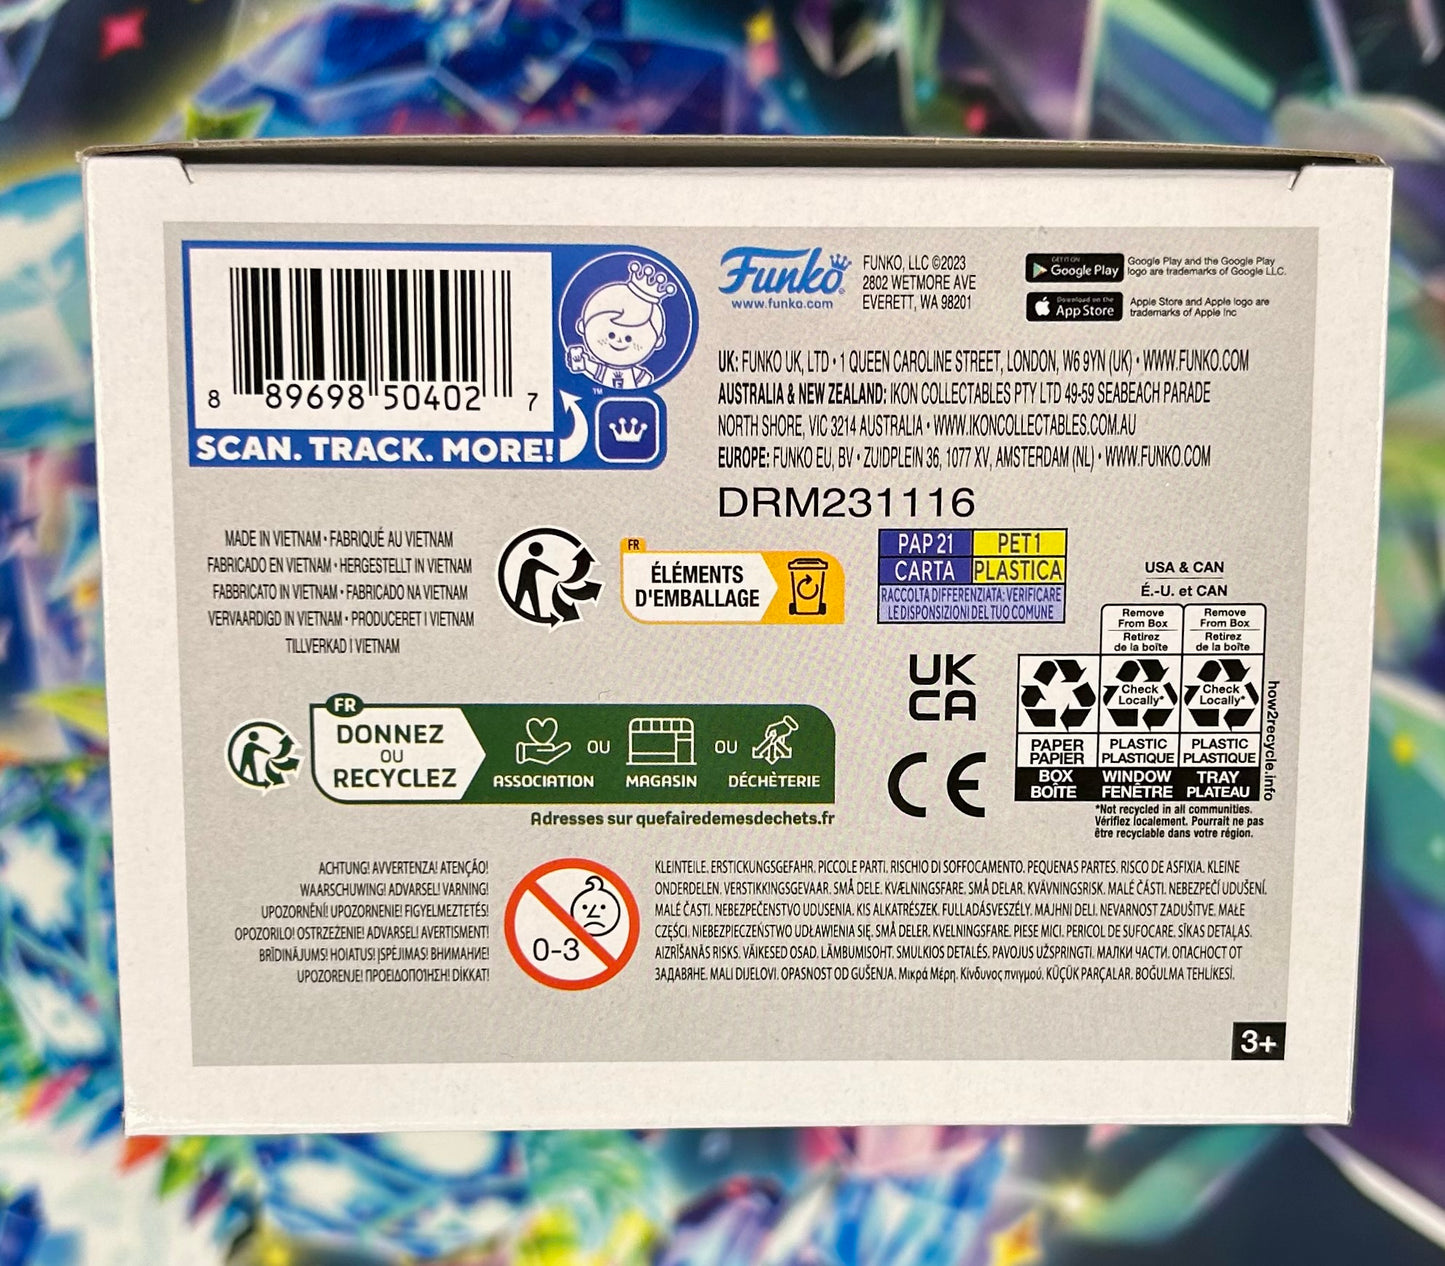 8 89698 50402 7
SCAN. TRACK. MORE!
™
Funko®
www.funko.com
FUNKO, LLC ©2023
2802 WETMORE AVE
EVERETT, WA 98201
GET IT ON
Google Play
Google Play and the Google Play
logo are trademarks of Google LLC.
Download on the
App Store
Apple Store and Apple logo are
trademarks of Apple Inc
UK: FUNKO UK, LTD • 1 QUEEN CAROLINE STREET, LONDON, W6 9YN (UK) • WWW.FUNKO.COM
AUSTRALIA & NEW ZEALAND: IKON COLLECTABLES PTY LTD 49-59 SEABEACH PARADE
NORTH SHORE, VIC 3214 AUSTRALIA • WWW.IKONCOLLECTABLES.COM.AU
EUROPE: FUNKO EU, BV • ZUIDPLEIN 36, 1077 XV, AMSTERDAM (NL) • WWW.FUNKO.COM
DRM231116
MADE IN VIETNAM • FABRIQUÉ AU VIETNAM
FABRICADO EN VIETNAM • HERGESTELLT IN VIETNAM
FABBRICATO IN VIETNAM • FABRICADO NA VIETNAM
VERVAARDIGD IN VIETNAM • PRODUCERET I VIETNAM
TILLVERKAD I VIETNAM
FR
ÉLÉMENTS
D'EMBALLAGE
PAP 21 PET 1
CARTA PLASTICA
RACCOLTA DIFFERENZIATA: VERIFICARE
LE DISPONSIZIONI DEL TUO COMUNE
USA & CAN
É.-U. et CAN
Remove
From Box
Retirez
de la boîte
Remove
From Box
Retirez
de la boîte
Check
Locally*
Check
Locally*
PAPER
PAPIER
PLASTIC
PLASTIQUE
PLASTIC
PLASTIQUE
BOX
BOÎTE
WINDOW
FENÊTRE
TRAY
PLATEAU
how2recycle.info
*Not recycled in all communities.
Vérifiez localement. Pourrait ne pas
être recyclable dans votre région.
UK
CA
CE
FR
DONNEZ
OU
RECYCLEZ
ASSOCIATION
OU
MAGASIN
OU
DÉCHÈTERIE
Adresses sur quefairedemesdechets.fr
ACHTUNG! AVVERTENZA! ATENÇÃO!
WAARSCHUWING! ADVARSEL! VARNING!
UPOZORNĚNÍ! UPOZORNENIE! FIGYELMEZTETÉS!
OPOZORILO! OSTRZEŻENIE! ADVARSEL! AVERTISMENT!
BRĪDINĀJUMS! HOIATUS! ĮSPĖJIMAS! ВНИМАНИЕ!
UPOZORENJE! ΠΡΟΕΙΔΟΠΟΊΗΣΗ! DİKKAT!
0-3
KLEINTEILE. ERSTICKUNGSGEFAHR. PICCOLE PARTI. RISCHIO DI SOFFOCAMENTO. PEQUENAS PARTES. RISCO DE ASFIXIA. KLEINE
ONDERDELEN. VERSTIKKINGSGEVAAR. SMÅ DELE. KVÆLNINGSFARE. SMÅ DELAR. KVÄVNINGSRISK. MALÉ ČÁSTI. NEBEZPEČÍ UDUŠENÍ.
MALÉ ČASTI. NEBEZPEČENSTVO UDUSENIA. KIS ALKATRÉSZEK. FULLADÁSVESZÉLY. MAJHNI DELI. NEVARNOST ZADUŠITVE. MAŁE
CZĘŚCI. NIEBEZPIECZEŃSTWO UDŁAWIENIA SIĘ. SMÅ DELER. KVELNINGSFARE. PIESE MICI. PERICOL DE SUFOCARE. SĪKAS DETAĻAS.
AIZRĪŠANĀS RISKS. VÄIKESED OSAD. LÄMBUMISOHT. SMULKIOS DETALĖS. PAVOJUS UŽSPRINGTI. МАЛКИ ЧАСТИ. ОПАСНОСТ ОТ
ЗАДАВЯНЕ. MALI DIJELOVI. OPASNOST OD GUŠENJA. Μικρά Μέρη. Κίνδυνος πνιγμού. KÜÇÜK PARÇALAR. BOĞULMA TEHLİKESİ.
3+